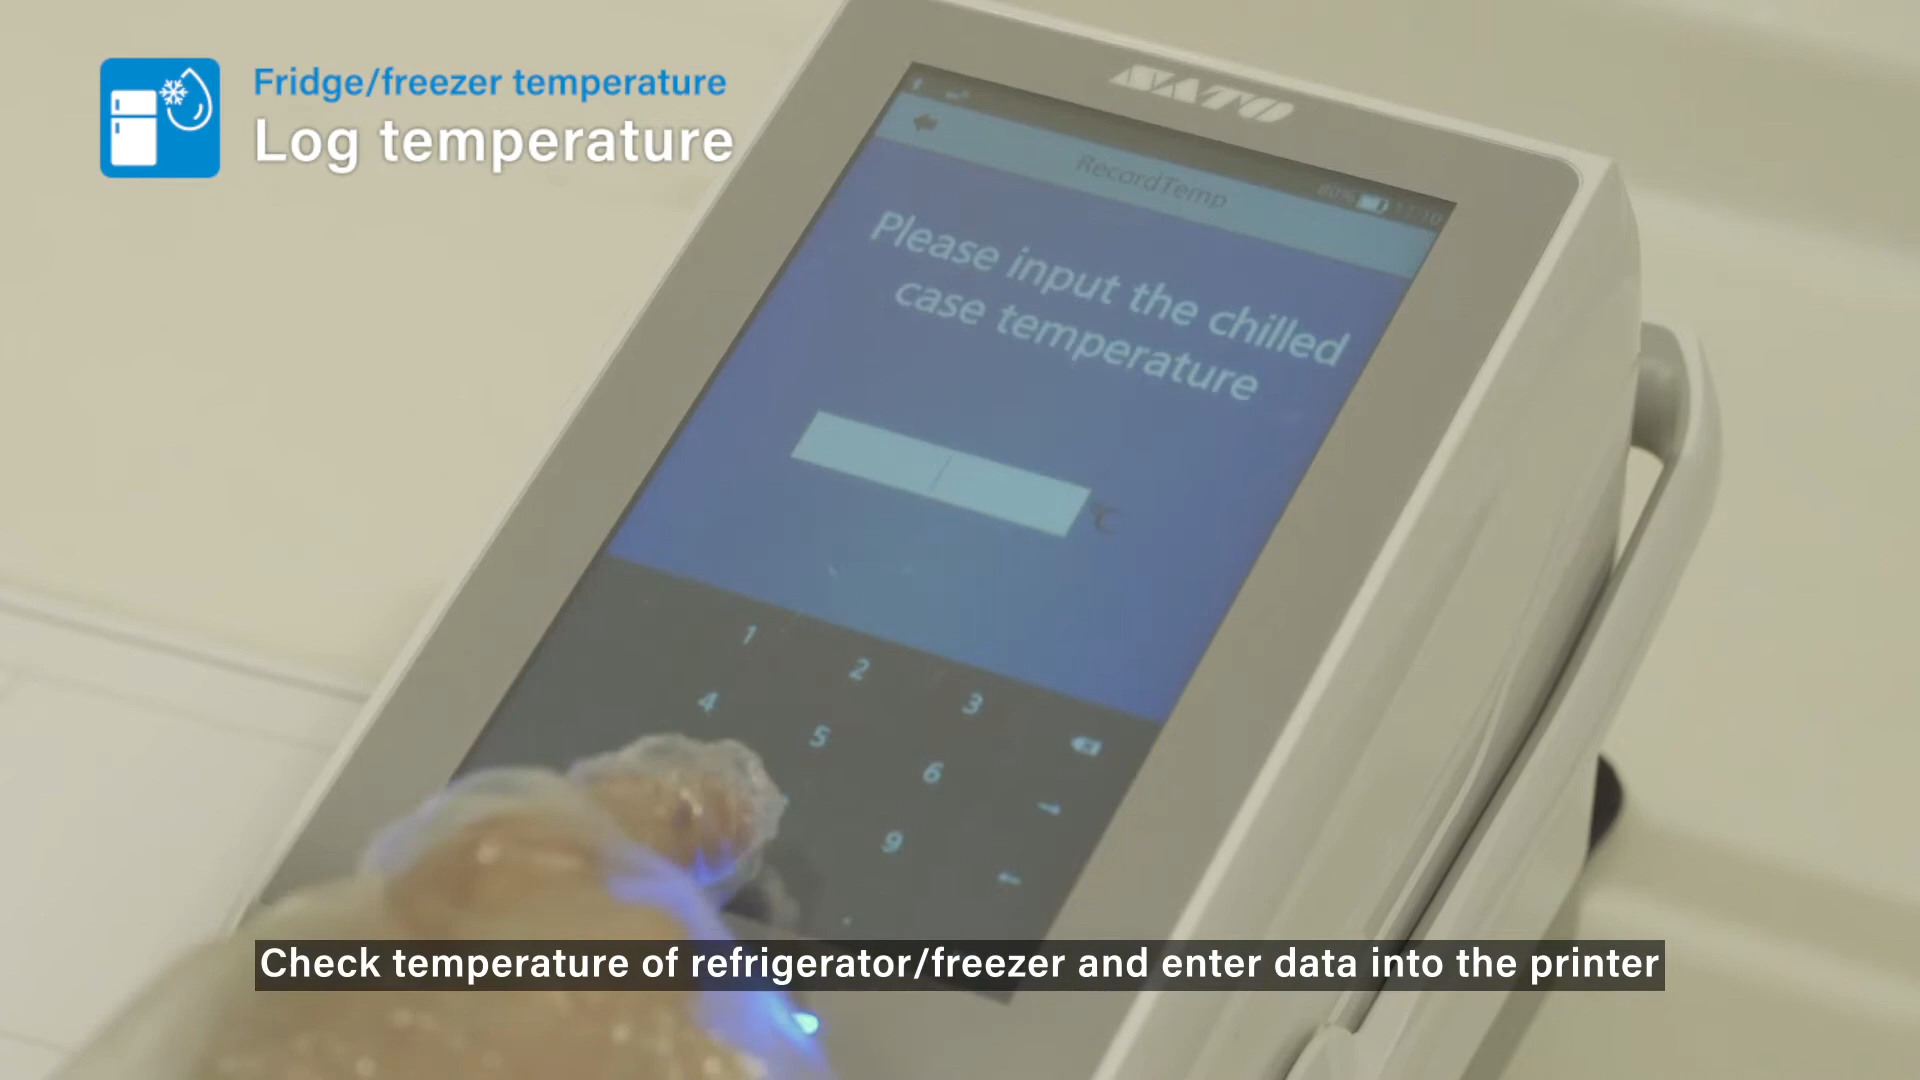 Fridge/freezer temperature
Log temperature
SATO
RecordTemp
80%
Please input the chilled
case temperature
℃
1
2
3
4
5
6
9
.
Check temperature of refrigerator/freezer and enter data into the printer